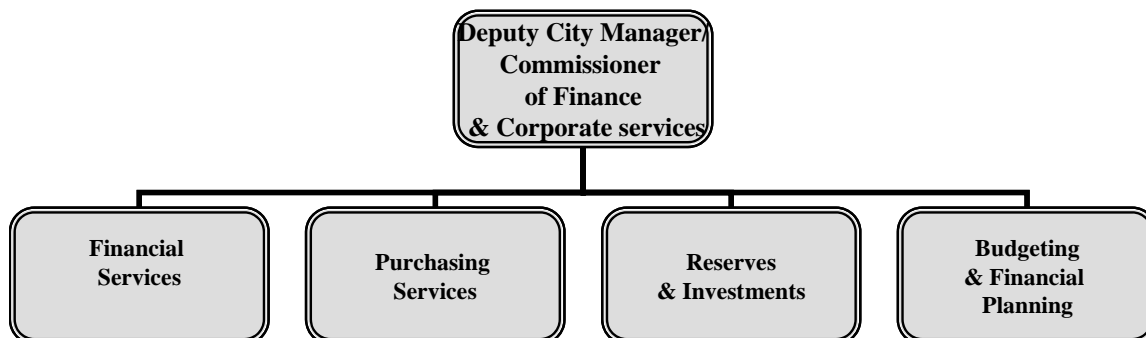 Deputy City Manager/
Commissioner
of Finance
& Corporate services
Financial
Services
Purchasing
Services
Reserves
& Investments
Budgeting
& Financial
Planning